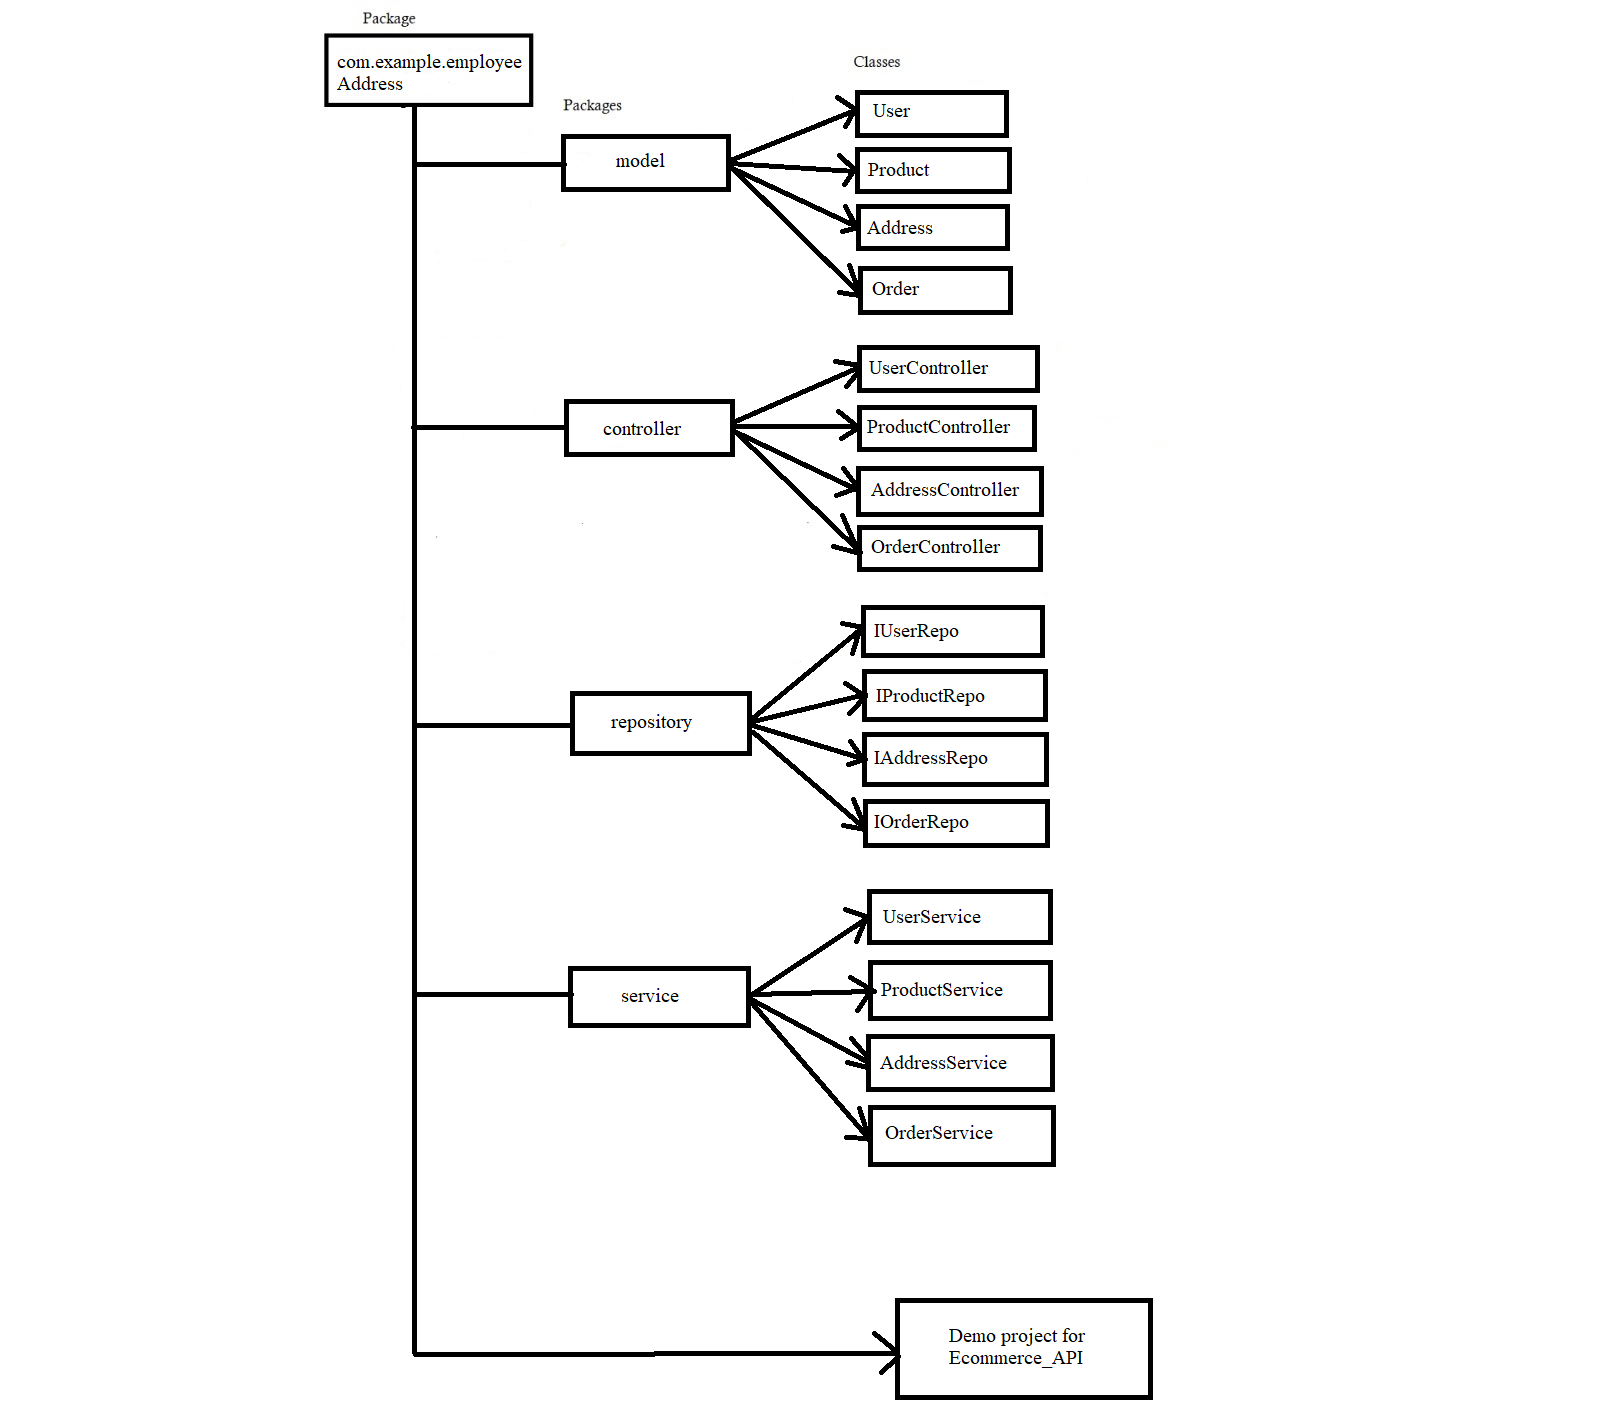 Package
com.example.employee
Address
Packages
Classes
model
User
Product
Address
Order
controller
UserController
ProductController
AddressController
OrderController
repository
IUserRepo
IProductRepo
IAddressRepo
IOrderRepo
service
UserService
ProductService
AddressService
OrderService
Demo project for
Ecommerce_API